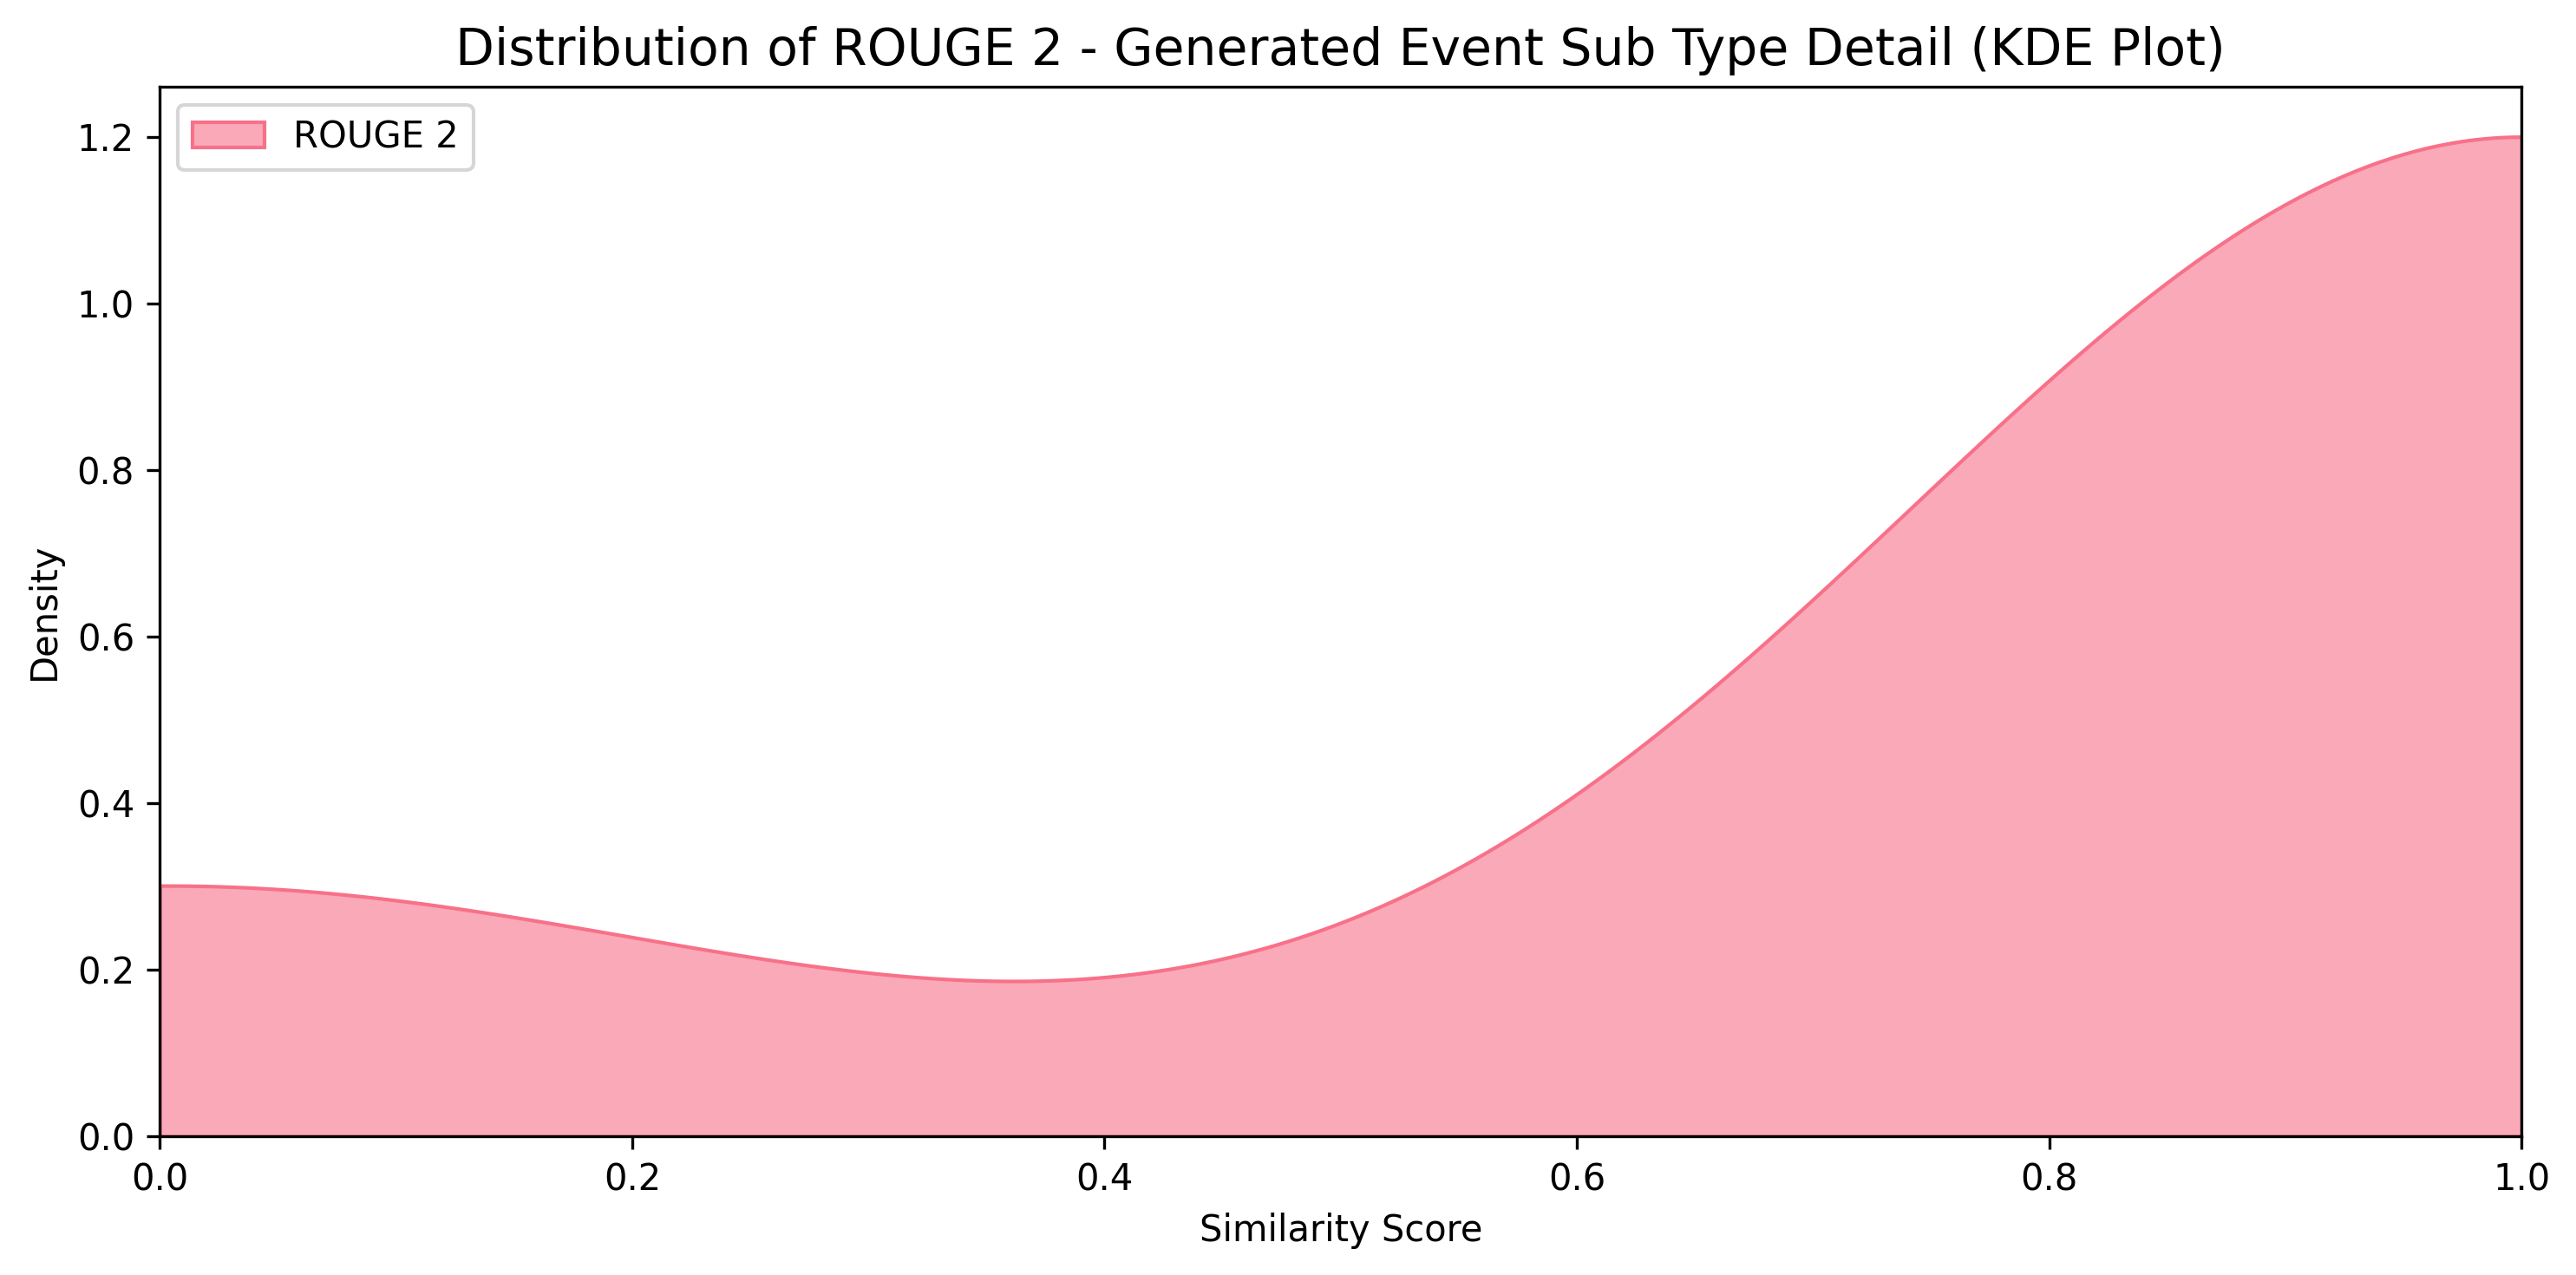 Distribution of ROUGE 2 - Generated Event Sub Type Detail (KDE Plot)
ROUGE 2
1.2
1.0
0.8
0.6
0.4
0.2
0.0
Density
0.0 0.2 0.4 0.6 0.8 1.0
Similarity Score